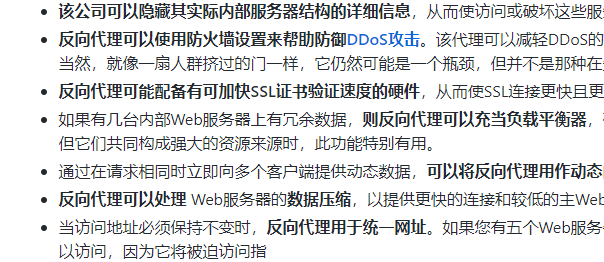 该公司可以隐藏其实际内部服务器结构的详细信息，从而使访问或破坏这些服
反向代理可以使用防火墙设置来帮助防御DDoS攻击。该代理可以减轻DDoS的
当然，就像一扇人群挤过的门一样，它仍然可能是一个瓶颈，但并不是那种在
反向代理可能配备有可加快SSL证书验证速度的硬件，从而使SSL连接更快且更
如果有几台内部Web服务器上有冗余数据，则反向代理可以充当负载平衡器，
但它们共同构成强大的资源来源时，此功能特别有用。
通过在请求相同时立即向多个客户端提供动态数据，可以将反向代理用作动态
反向代理可以处理 Web服务器的数据压缩，以提供更快的连接和较低的主Web
当访问地址必须保持不变时，反向代理用于统一网址。如果您有五个Web服务
以访问，因为它将被迫访问指